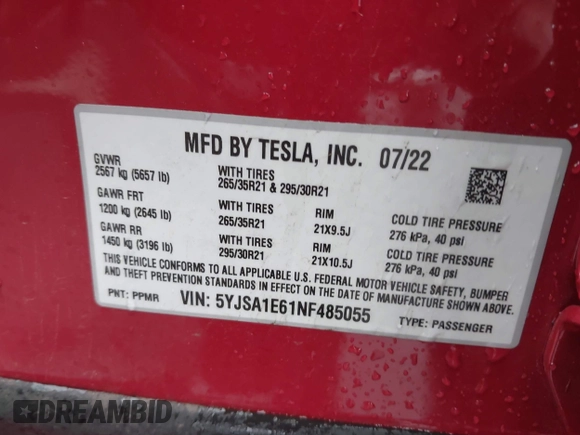 MFD BY TESLA, INC. 07/22
GVWR
2567 kg (5657 lb)
WITH TIRES
265/35R21 & 295/30R21
GAWR FRT
1200 kg (2645 lb)
WITH TIRES
265/35R21
RIM
21X9.5J
COLD TIRE PRESSURE
276 kPa, 40 psi
GAWR RR
1450 kg (3196 lb)
WITH TIRES
295/30R21
RIM
21X10.5J
COLD TIRE PRESSURE
276 kPa, 40 psi
THIS VEHICLE CONFORMS TO ALL APPLICABLE U.S. FEDERAL MOTOR VEHICLE SAFETY, BUMPER
AND THEFT PREVENTION STANDARDS IN EFFECT ON THE DATE OF MANUFACTURE SHOWN ABOVE.
PNT: PPMR
VIN: 5YJSA1E61NF485055
TYPE: PASSENGER
DREAMBID